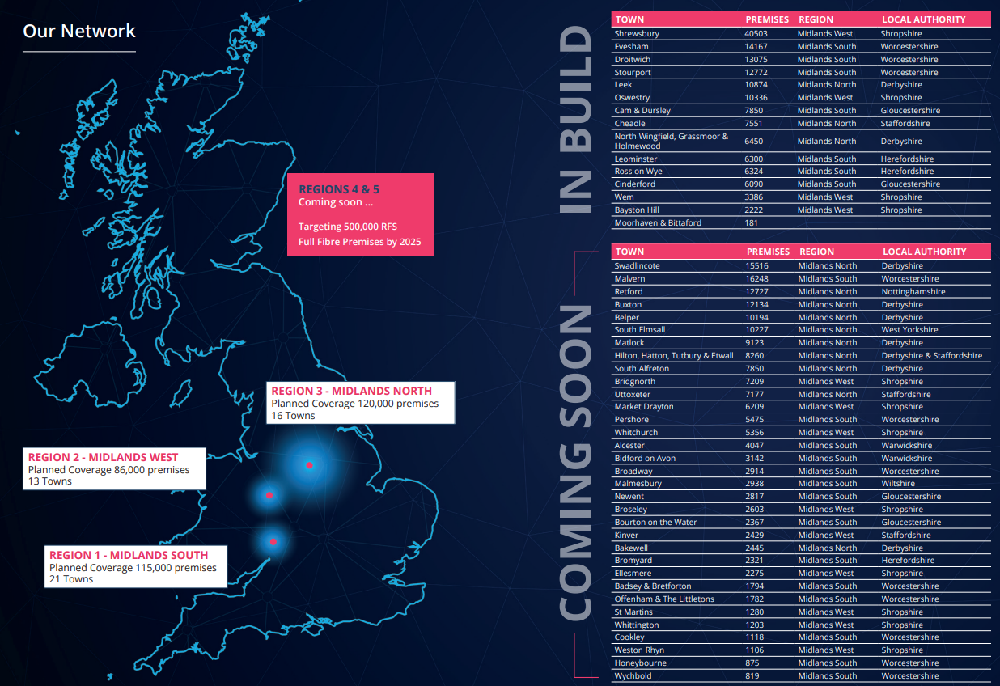 Our Network
REGIONS 4 & 5
Coming soon ...
Targeting 500,000 RFS
Full Fibre Premises by 2025
REGION 3 - MIDLANDS NORTH
Planned Coverage 120,000 premises
16 Towns
REGION 2 - MIDLANDS WEST
Planned Coverage 86,000 premises
13 Towns
REGION 1 - MIDLANDS SOUTH
Planned Coverage 115,000 premises
21 Towns
IN BUILD
TOWN PREMISES REGION LOCAL AUTHORITY
Shrewsbury 40503 Midlands West Shropshire
Evesham 14167 Midlands South Worcestershire
Droitwich 13075 Midlands South Worcestershire
Stourport 12772 Midlands South Worcestershire
Leek 10874 Midlands North Derbyshire
Oswestry 10336 Midlands West Shropshire
Cam & Dursley 7850 Midlands South Gloucestershire
Cheadle 7551 Midlands North Staffordshire
North Wingfield, Grassmoor &
Holmewood 6450 Midlands North Derbyshire
Leominster 6300 Midlands South Herefordshire
Ross on Wye 6324 Midlands South Herefordshire
Cinderford 6090 Midlands South Gloucestershire
Wem 3386 Midlands West Shropshire
Bayston Hill 2222 Midlands West Shropshire
Moorhaven & Bittaford 181
COMING SOON
TOWN PREMISES REGION LOCAL AUTHORITY
Swadlincote 15516 Midlands North Derbyshire
Malvern 16248 Midlands South Worcestershire
Retford 12727 Midlands North Nottinghamshire
Buxton 12134 Midlands North Derbyshire
Belper 10194 Midlands North Derbyshire
South Elmsall 10227 Midlands North West Yorkshire
Matlock 9123 Midlands North Derbyshire
Hilton, Hatton, Tutbury & Etwall 8260 Midlands North Derbyshire & Staffordshire
South Alfreton 7850 Midlands North Derbyshire
Bridgnorth 7209 Midlands West Shropshire
Uttoxeter 7177 Midlands North Staffordshire
Market Drayton 6209 Midlands West Shropshire
Pershore 5475 Midlands South Worcestershire
Whitchurch 5356 Midlands West Shropshire
Alcester 4047 Midlands South Warwickshire
Bidford on Avon 3142 Midlands South Warwickshire
Broadway 2914 Midlands South Worcestershire
Malmesbury 2938 Midlands South Wiltshire
Newent 2817 Midlands South Gloucestershire
Broseley 2603 Midlands West Shropshire
Bourton on the Water 2367 Midlands South Gloucestershire
Kinver 2429 Midlands West Staffordshire
Bakewell 2445 Midlands North Derbyshire
Bromyard 2321 Midlands South Herefordshire
Ellesmere 2275 Midlands West Shropshire
Badsey & Bretforton 1794 Midlands South Worcestershire
Offenham & The Littletons 1782 Midlands South Worcestershire
St Martins 1280 Midlands West Shropshire
Whittington 1203 Midlands West Shropshire
Cookley 1118 Midlands South Worcestershire
Weston Rhyn 1106 Midlands West Shropshire
Honeybourne 875 Midlands South Worcestershire
Wychbold 819 Midlands South Worcestershire